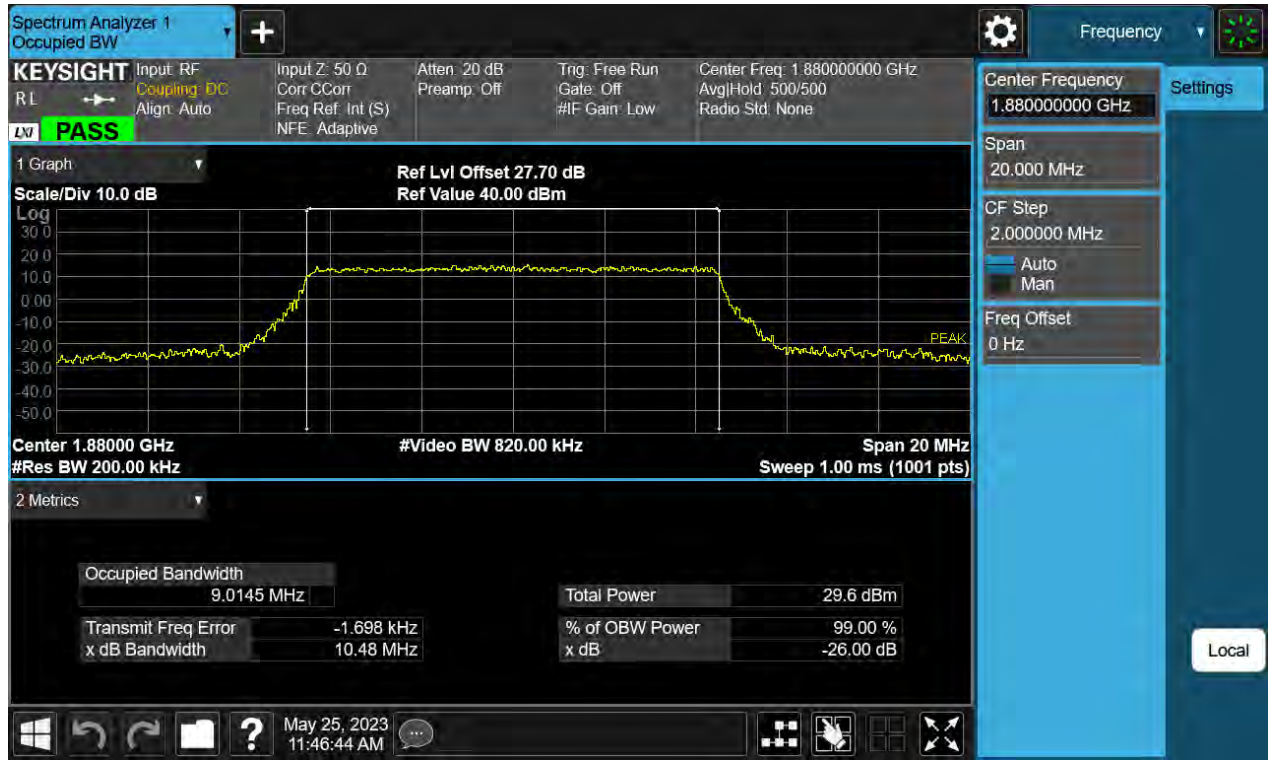 Spectrum Analyzer 1
Occupied BW
Frequency
KEYSIGHT
R L
LXI
PASS
Input: RF
Coupling: DC
Align: Auto
Input Z: 50 Ω
Corr CCorr
Freq Ref: Int (S)
NFE: Adaptive
Atten: 20 dB
Preamp: Off
Trig: Free Run
Gate: Off
#IF Gain: Low
Center Freq: 1.880000000 GHz
Avg|Hold: 500/500
Radio Std: None
1 Graph
Scale/Div 10.0 dB
Ref Lvl Offset 27.70 dB
Ref Value 40.00 dBm
Log
30.0
20.0
10.0
0.00
-10.0
-20.0
-30.0
-40.0
-50.0
PEAK
Center 1.88000 GHz
#Video BW 820.00 kHz
Span 20 MHz
#Res BW 200.00 kHz
Sweep 1.00 ms (1001 pts)
2 Metrics
Occupied Bandwidth
9.0145 MHz
Total Power 29.6 dBm
Transmit Freq Error -1.698 kHz
% of OBW Power 99.00 %
x dB Bandwidth 10.48 MHz
x dB -26.00 dB
May 25, 2023
11:46:44 AM
Center Frequency
1.880000000 GHz
Settings
Span
20.000 MHz
CF Step
2.000000 MHz
Auto
Man
Freq Offset
0 Hz
Local